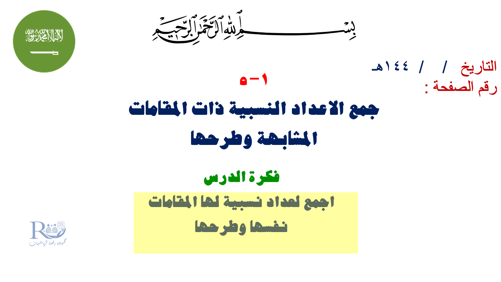 بسم الله الرحمن الرحيم
التاريخ / / ١٤٤هـ
رقم الصفحة :
١-٥
جمع الاعداد النسبية ذات المقامات
المشابهة وطرحها
فكرة الدرس
اجمع لعداد نسبية لها المقامات
نفسها وطرحها